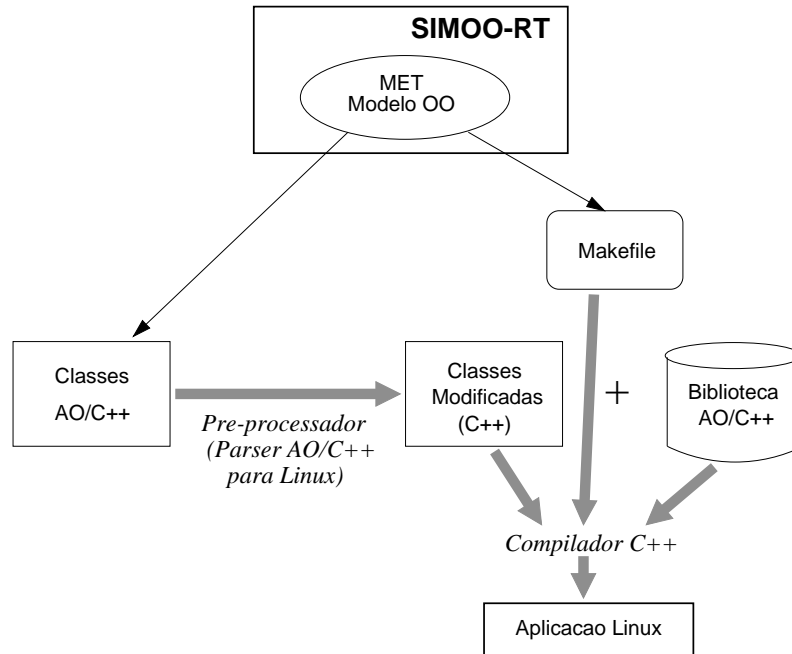 SIMOO-RT
MET
Modelo OO
Makefile
Classes
AO/C++
Pre-processador
(Parser AO/C++
para Linux)
Classes
Modificadas
(C++)
+
Biblioteca
AO/C++
Compilador C++
Aplicacao Linux